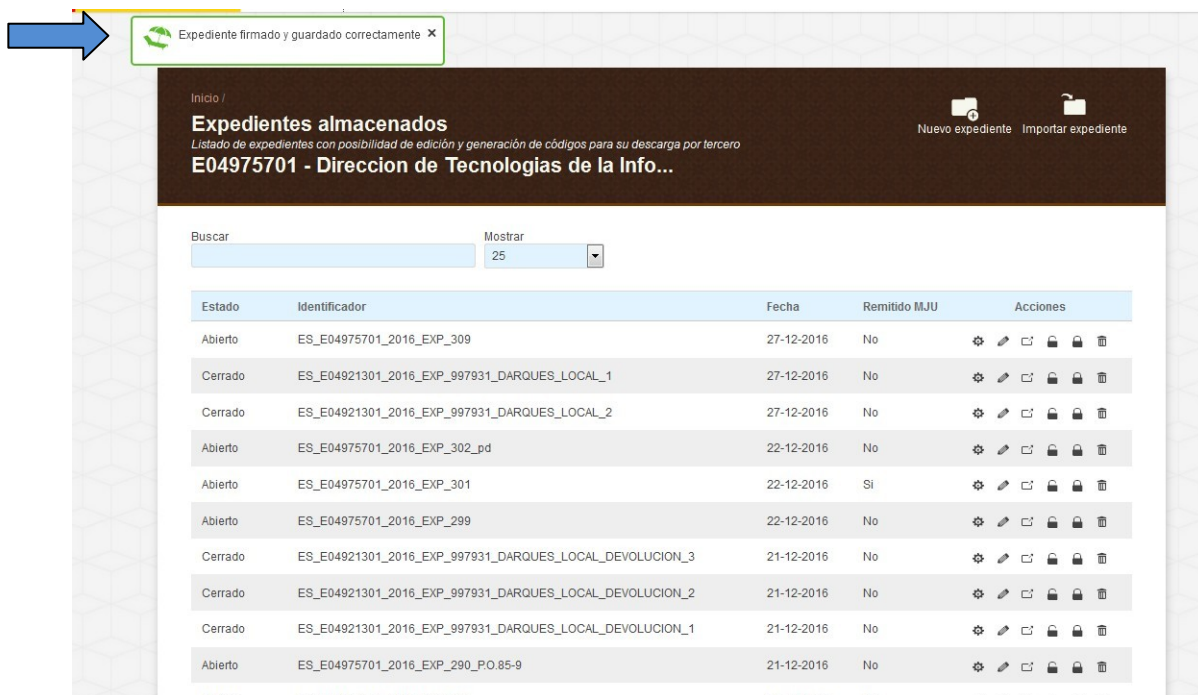 Expediente firmado y guardado correctamente ×
Inicio /
Expedientes almacenados
Listado de expedientes con posibilidad de edición y generación de códigos para su descarga por tercero
E04975701 - Direccion de Tecnologias de la Info...
Nuevo expediente Importar expediente
Buscar Mostrar
25
Estado Identificador Fecha Remitido MJU Acciones
Abierto ES_E04975701_2016_EXP_309 27-12-2016 No
Cerrado ES_E04921301_2016_EXP_997931_DARQUES_LOCAL_1 27-12-2016 No
Cerrado ES_E04921301_2016_EXP_997931_DARQUES_LOCAL_2 27-12-2016 No
Abierto ES_E04975701_2016_EXP_302_pd 22-12-2016 No
Abierto ES_E04975701_2016_EXP_301 22-12-2016 Si
Abierto ES_E04975701_2016_EXP_299 22-12-2016 No
Cerrado ES_E04921301_2016_EXP_997931_DARQUES_LOCAL_DEVOLUCION_3 21-12-2016 No
Cerrado ES_E04921301_2016_EXP_997931_DARQUES_LOCAL_DEVOLUCION_2 21-12-2016 No
Cerrado ES_E04921301_2016_EXP_997931_DARQUES_LOCAL_DEVOLUCION_1 21-12-2016 No
Abierto ES_E04975701_2016_EXP_290_P.O.85-9 21-12-2016 No